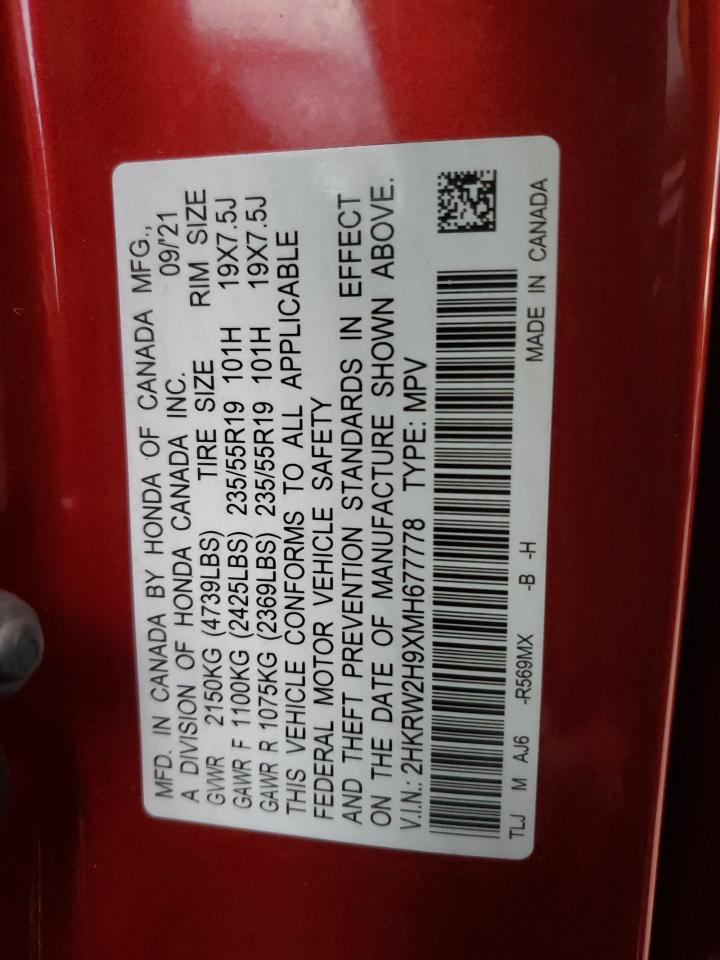 MFD. IN CANADA BY HONDA OF CANADA MFG.,
A DIVISION OF HONDA CANADA INC. 09/'21
GVWR 2150KG (4739LBS) TIRE SIZE RIM SIZE
GAWR F 1100KG (2425LBS) 235/55R19 101H 19X7.5J
GAWR R 1075KG (2369LBS) 235/55R19 101H 19X7.5J
THIS VEHICLE CONFORMS TO ALL APPLICABLE
FEDERAL MOTOR VEHICLE SAFETY
AND THEFT PREVENTION STANDARDS IN EFFECT
ON THE DATE OF MANUFACTURE SHOWN ABOVE.
V.I.N.: 2HKRW2H9XMH677778 TYPE: MPV
TLJ M AJ6 -R569MX -B -H MADE IN CANADA